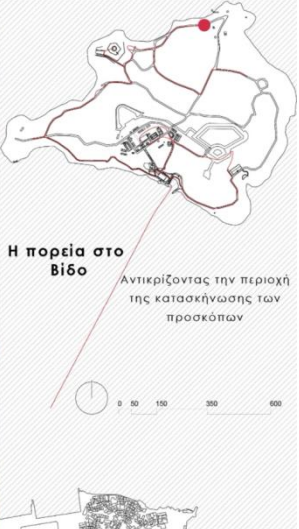 Η πορεία στο
Βίδο
Αντικρίζοντας την περιοχή
της κατασκήνωσης των
προσκόπων
0 50 150 350 600